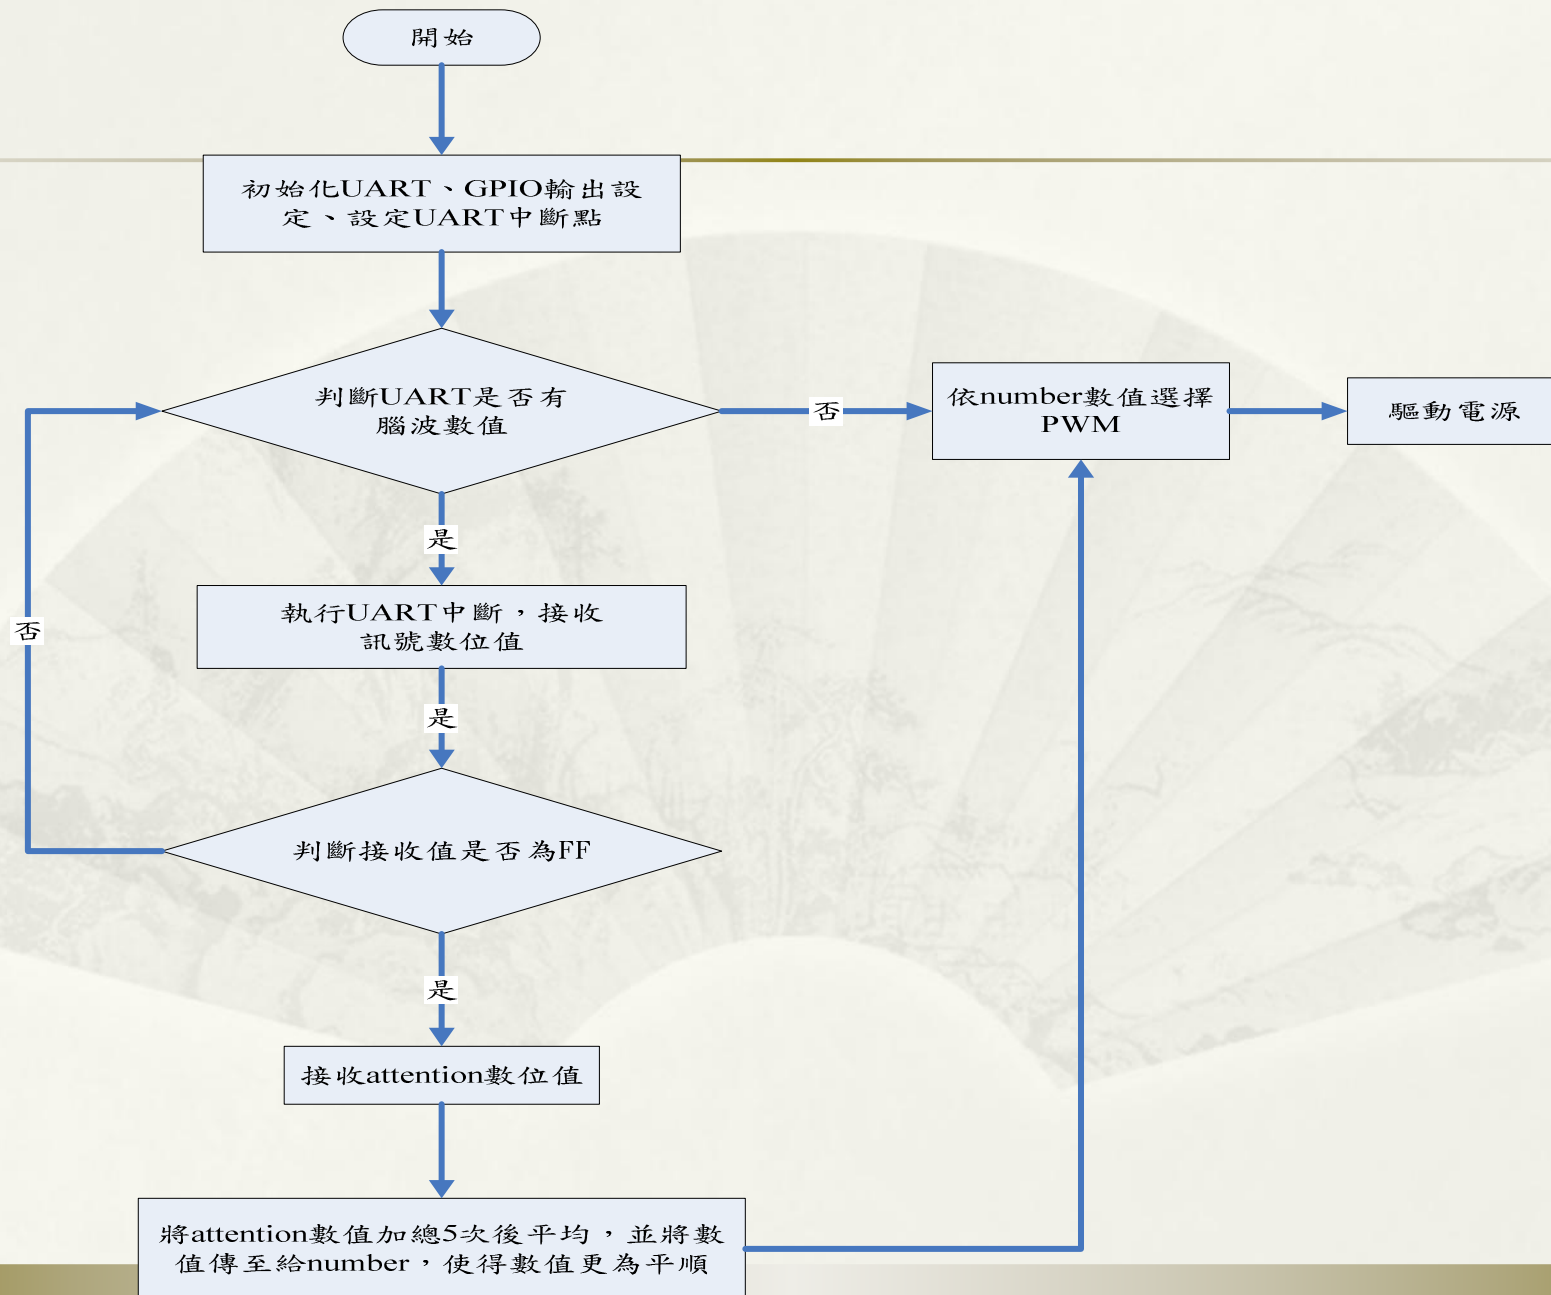 開始
初始化UART、GPIO輸出設
定、設定UART中斷點
判斷UART是否有
腦波數值
否
依number數值選擇
PWM
驅動電源
是
執行UART中斷，接收
訊號數位值
否
是
判斷接收值是否為FF
是
接收attention數位值
將attention數值加總5次後平均，並將數
值傳至給number，使得數值更為平順